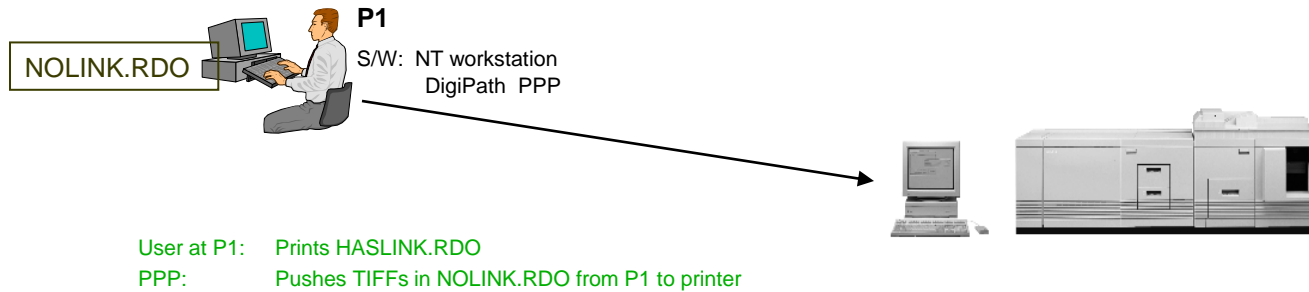 P1
NOLINK.RDO
S/W: NT workstation
DigiPath PPP
User at P1: Prints HASLINK.RDO
PPP: Pushes TIFFs in NOLINK.RDO from P1 to printer